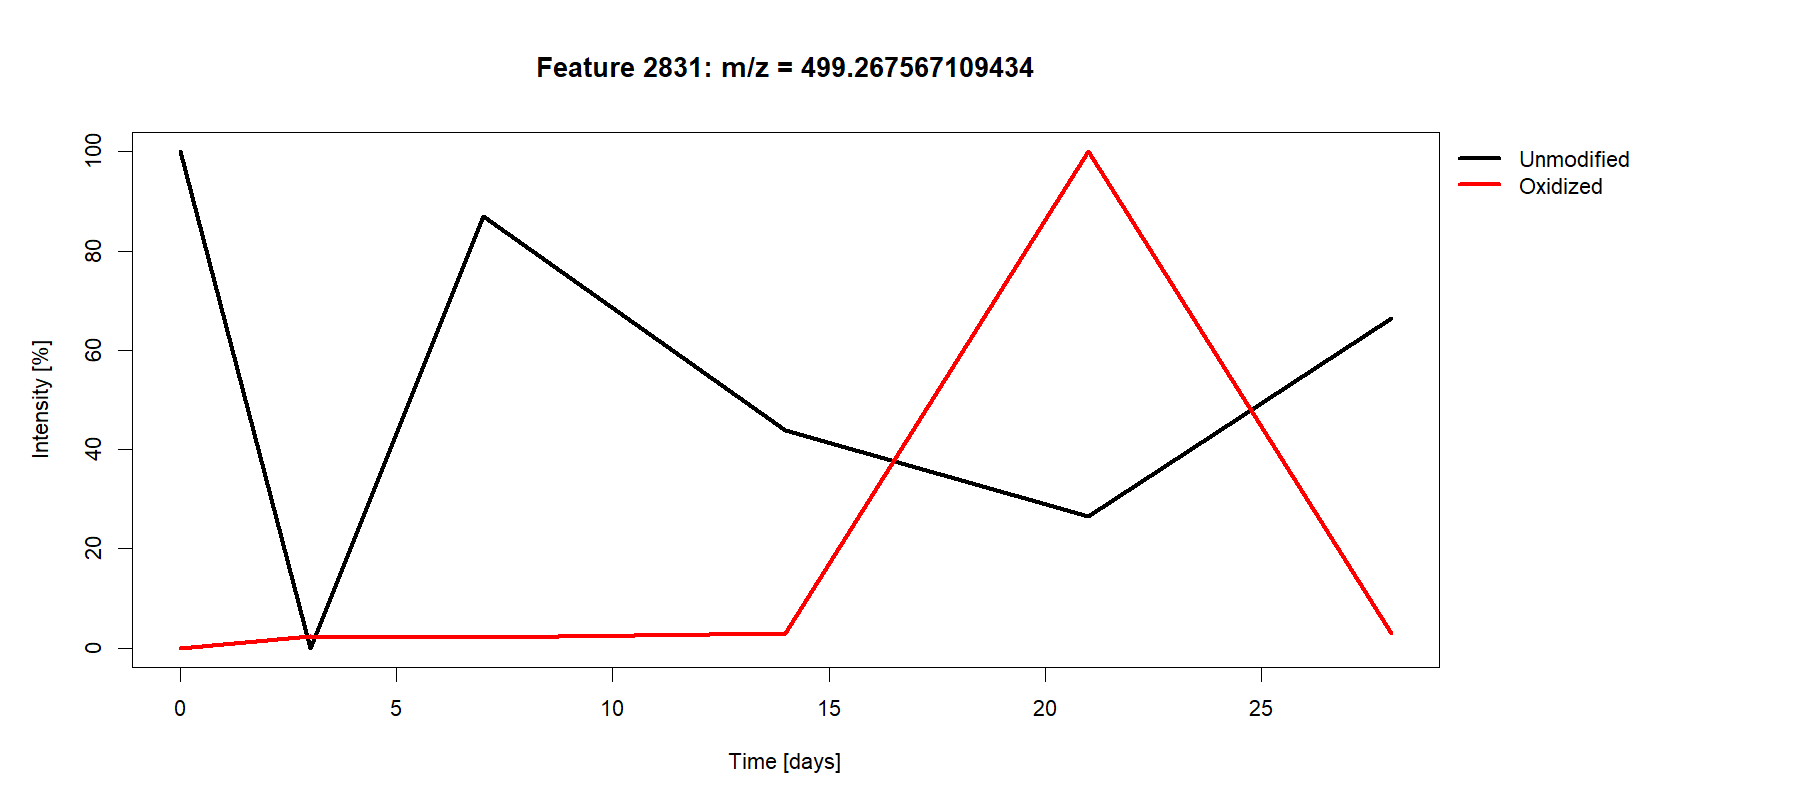 Feature 2831: m/z = 499.267567109434
Unmodified
Oxidized
Intensity [%]
100
80
60
40
20
0
0 5 10 15 20 25
Time [days]